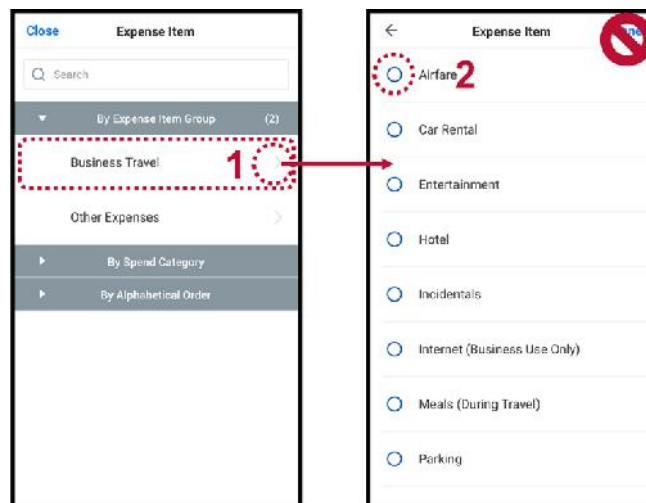 Close Expense Item
Search
By Expense Item Group (2)
Business Travel 1
Other Expenses
By Spend Category
By Alphabetical Order
Expense Item
Airfare 2
Car Rental
Entertainment
Hotel
Incidentals
Internet (Business Use Only)
Meals (During Travel)
Parking